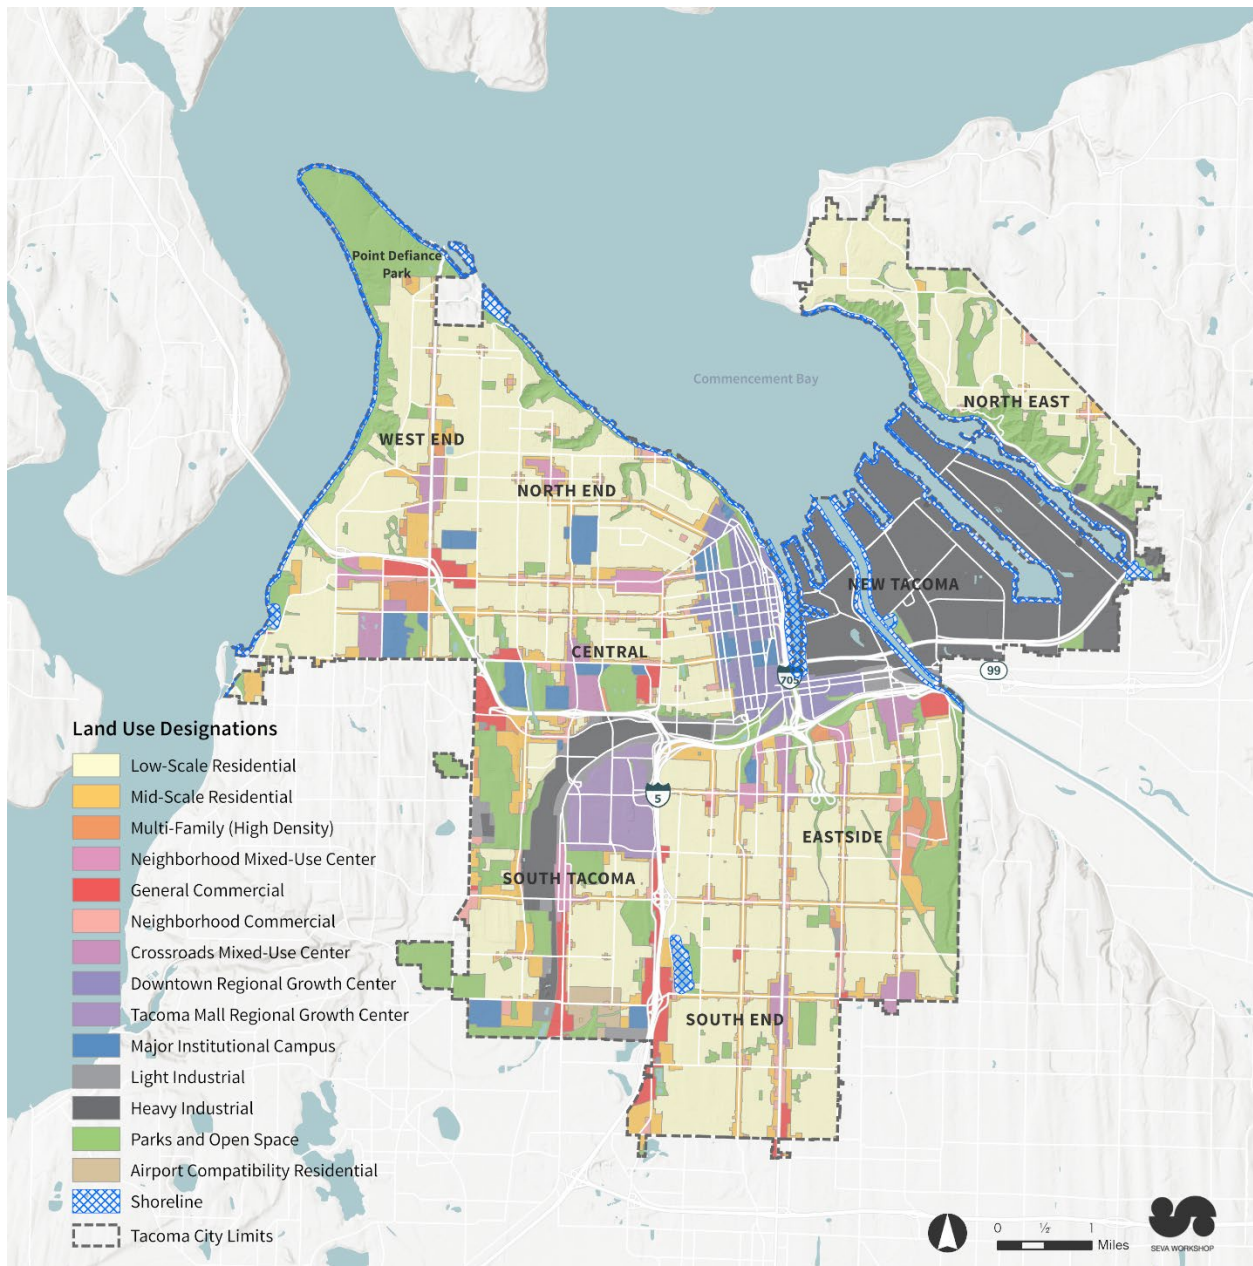 Point Defiance
Park
Commencement Bay
NORTH EAST
WEST END
NORTH END
NEW TACOMA
CENTRAL
705
99
Land Use Designations
Low-Scale Residential
Mid-Scale Residential
Multi-Family (High Density)
Neighborhood Mixed-Use Center
General Commercial
Neighborhood Commercial
Crossroads Mixed-Use Center
Downtown Regional Growth Center
Tacoma Mall Regional Growth Center
Major Institutional Campus
Light Industrial
Heavy Industrial
Parks and Open Space
Airport Compatibility Residential
Shoreline
Tacoma City Limits
5
EASTSIDE
SOUTH TACOMA
SOUTH END
0 ½ 1
Miles
SEVA WORKSHOP